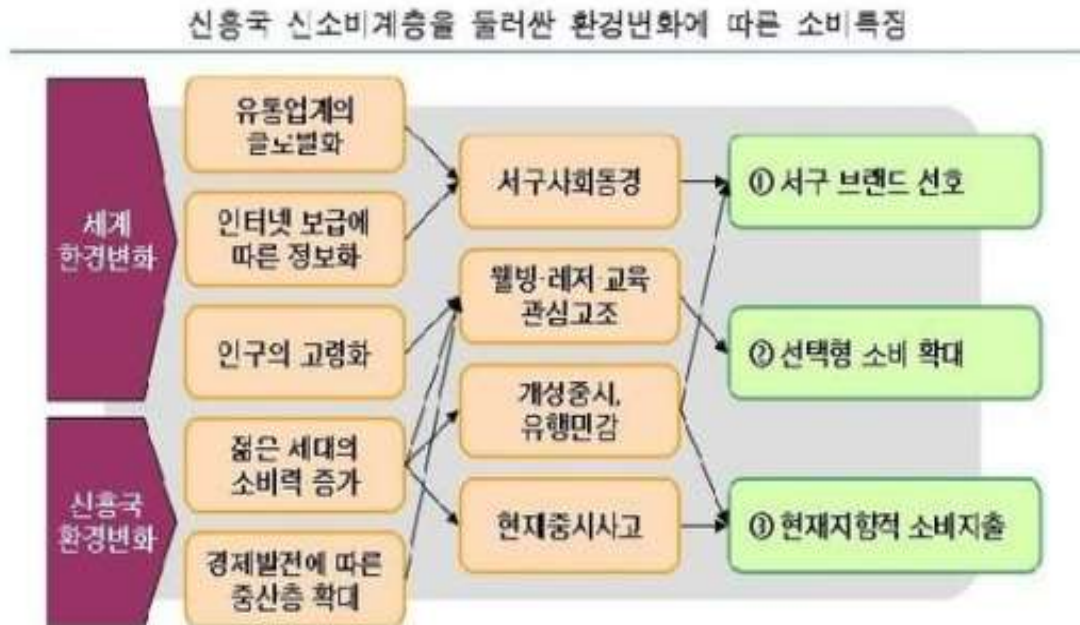 신흥국 신소비계층을 둘러싼 환경변화에 따른 소비특징
세계
환경변화
유통업계의
글로벌화
인터넷 보급에
따른 정보화
인구의 고령화
신흥국
환경변화
젊은 세대의
소비력 증가
경제발전에 따른
중산층 확대
서구사회동경
웰빙·레저·교육
관심고조
개성중시,
유행민감
현재중시사고
① 서구 브랜드 선호
② 선택형 소비 확대
③ 현재지향적 소비지출